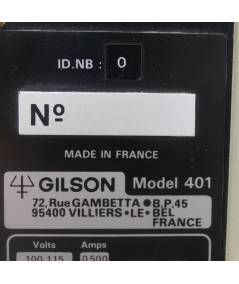 ID.NB : 0
Nº
MADE IN FRANCE
GILSON Model 401
72, Rue GAMBETTA ● B.P.45
95400 VILLIERS • LE • BEL
FRANCE
Volts Amps
100-115 0.500